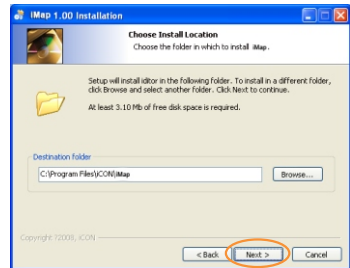 iMap 1.00 Installation
Choose Install Location
Choose the folder in which to install iMap.
Setup will install iditor in the following folder. To install in a different folder,
click Browse and select another folder. Click Next to continue.
At least 3.10 Mb of free disk space is required.
Destination folder
C:\Program Files\iCON\iMap
Browse...
Copyright ?2008, iCON
< Back
Next >
Cancel